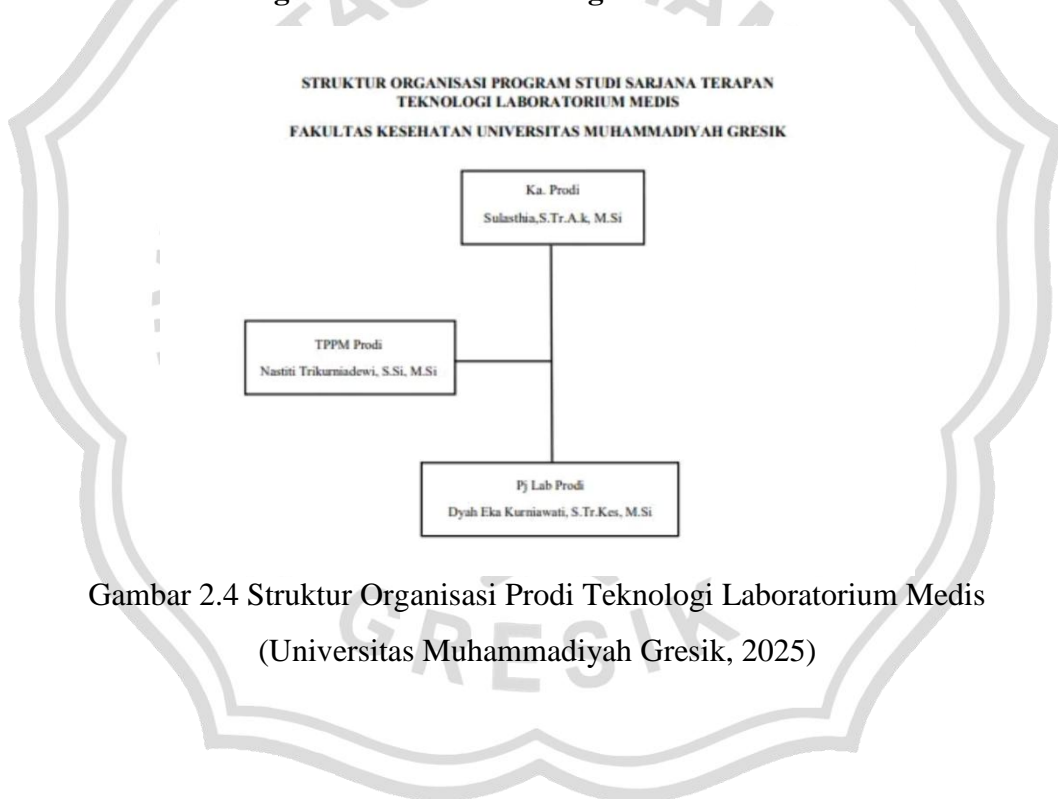 STRUKTUR ORGANISASI PROGRAM STUDI SARJANA TERAPAN
TEKNOLOGI LABORATORIUM MEDIS
FAKULTAS KESEHATAN UNIVERSITAS MUHAMMADIYAH GRESIK
Ka. Prodi
Sulasthia,S.Tr.A.k, M.Si
TPPM Prodi
Nastiti Trikurniadewi, S.Si, M.Si
Pj Lab Prodi
Dyah Eka Kurniawati, S.Tr.Kes, M.Si
Gambar 2.4 Struktur Organisasi Prodi Teknologi Laboratorium Medis
(Universitas Muhammadiyah Gresik, 2025)
GRESIK